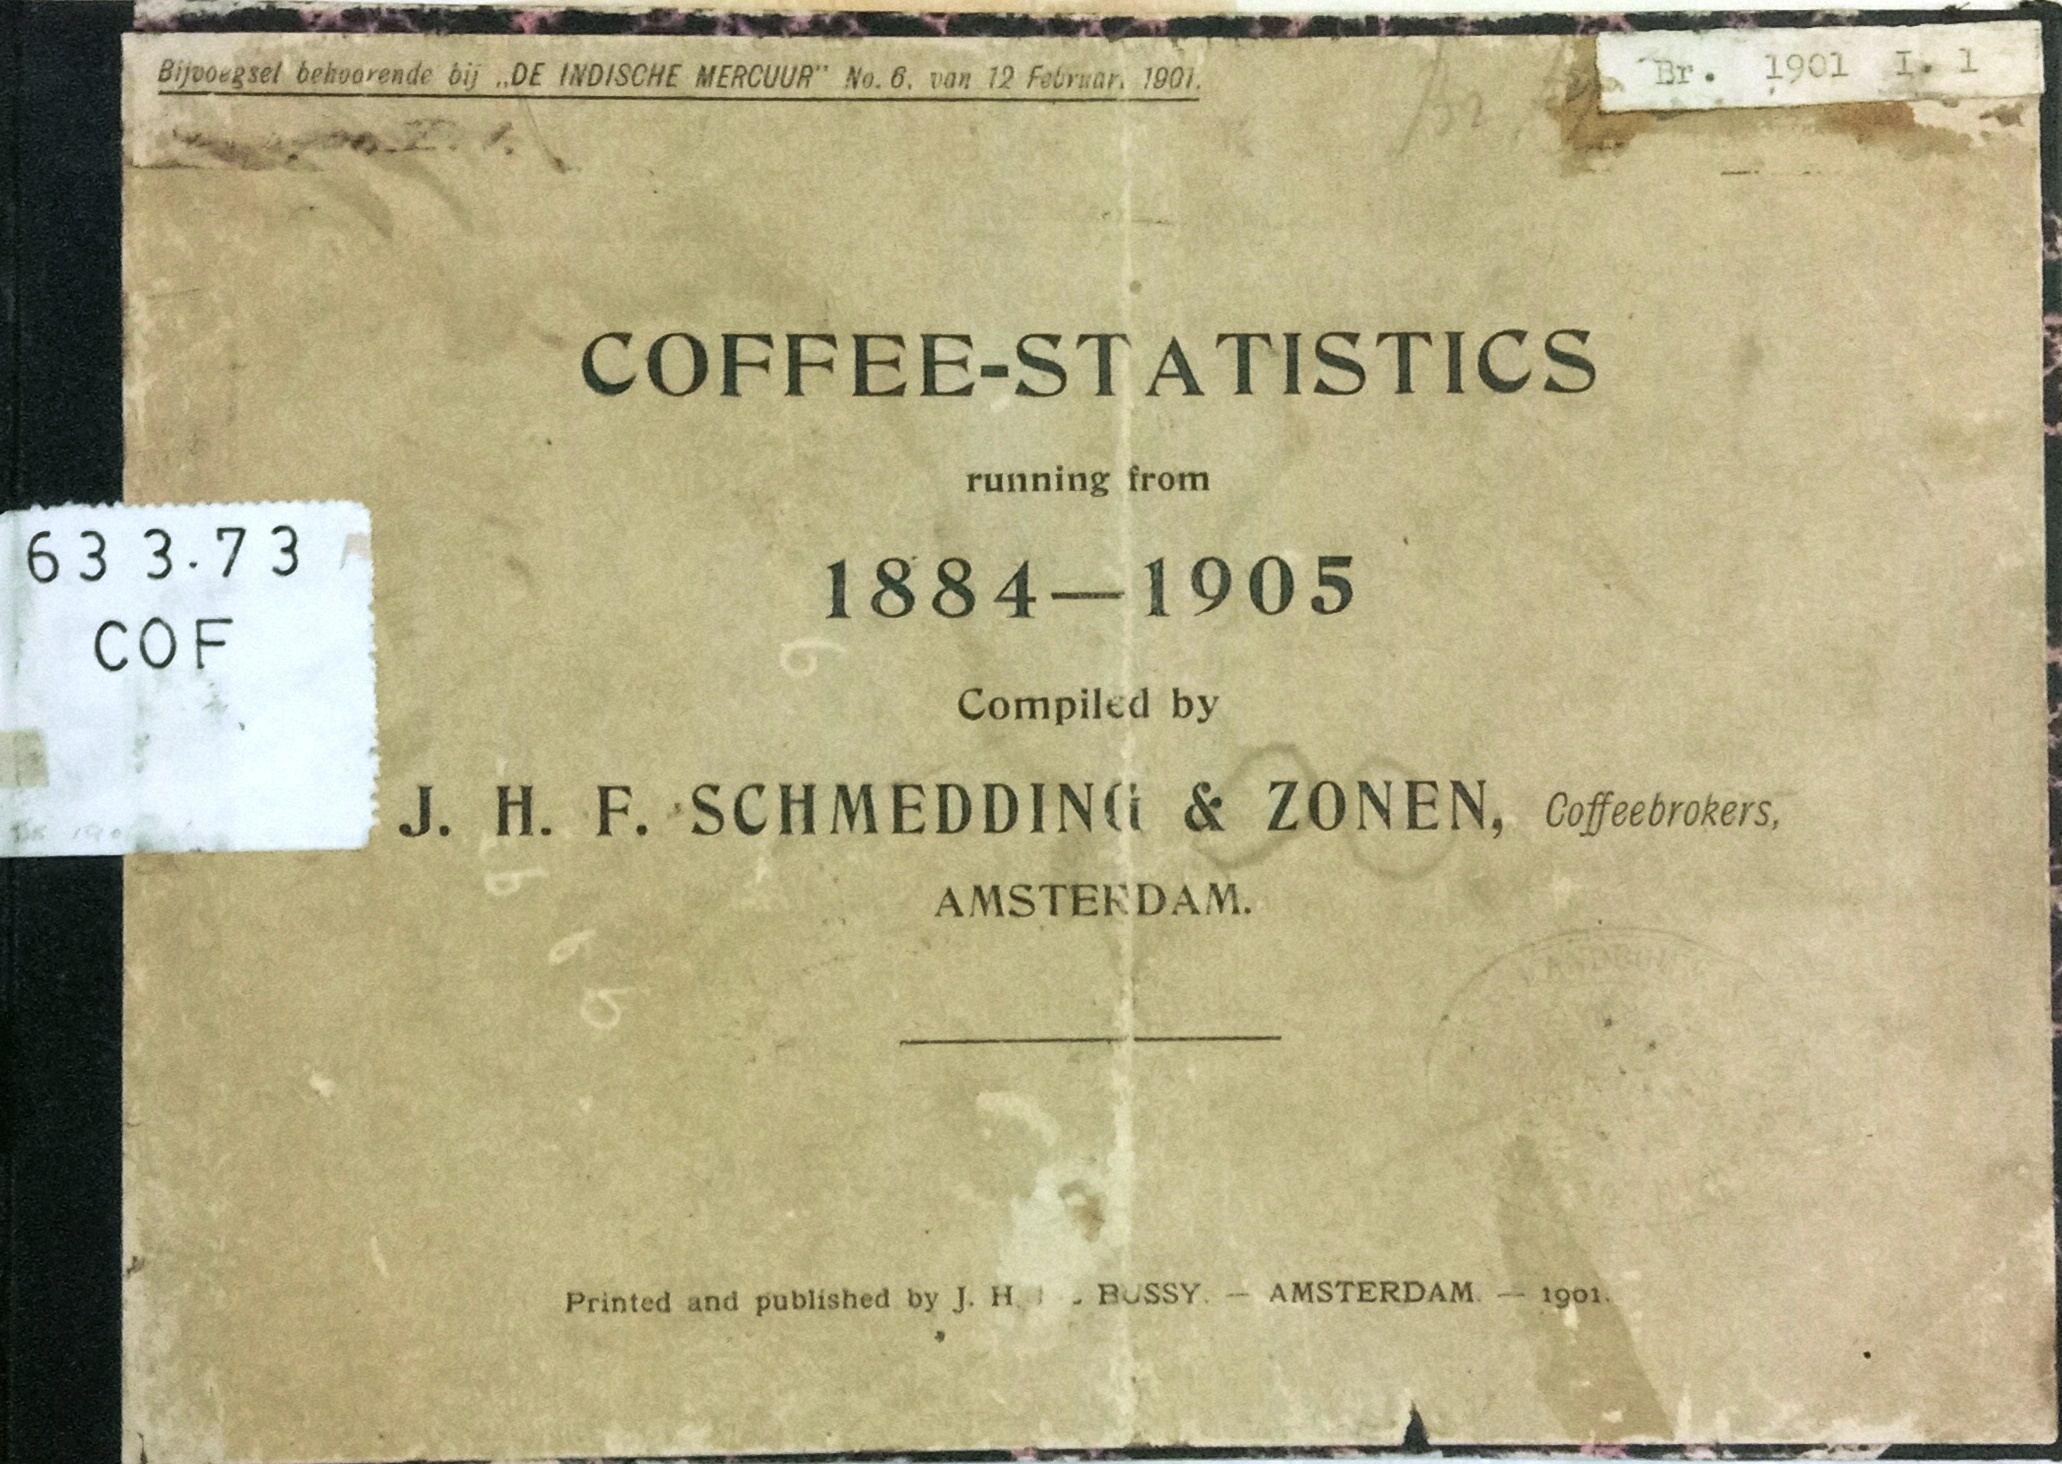 Bijvoegsel behoorende bij „DE INDISCHE MERCUUR" No. 6. van 12 Februari 1901.
Br. 1901 I. 1
COFFEE-STATISTICS
running from
1884—1905
633.73
COF
Compiled by
J. H. F. SCHMEDDING & ZONEN, Coffeebrokers,
AMSTERDAM.
Printed and published by J. H. BUSSY. — AMSTERDAM. — 1901.